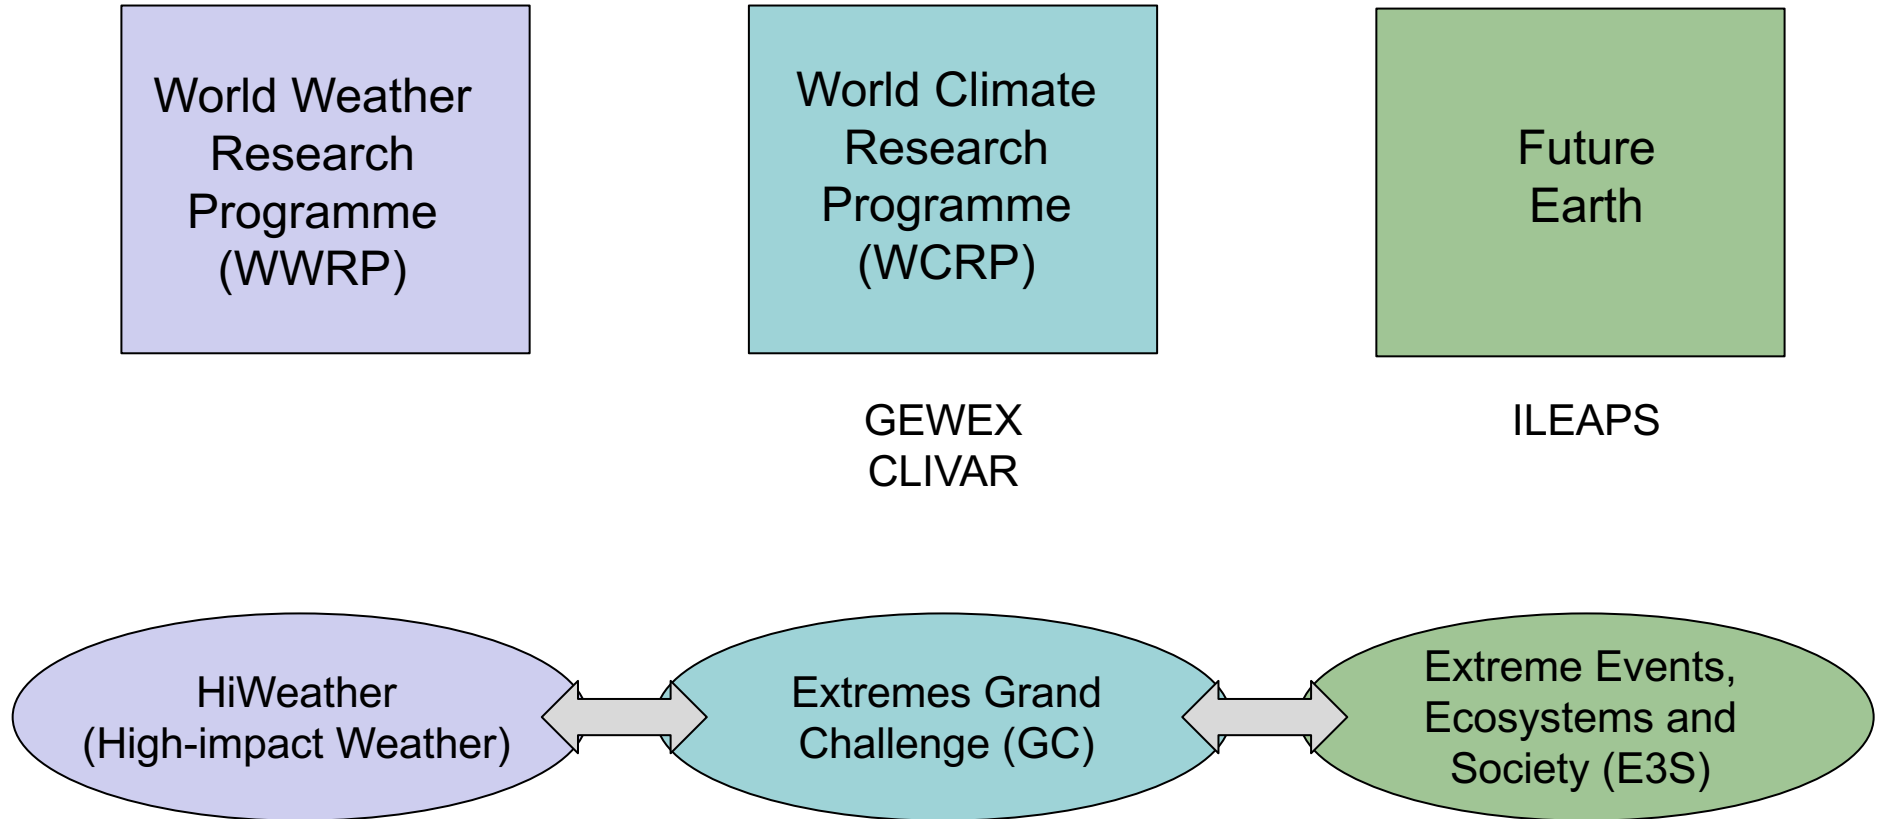 World Weather
Research
Programme
(WWRP)
World Climate
Research
Programme
(WCRP)
Future
Earth
GEWEX
CLIVAR
ILEAPS
HiWeather
(High-impact Weather)
Extremes Grand
Challenge (GC)
Extreme Events,
Ecosystems and
Society (E3S)